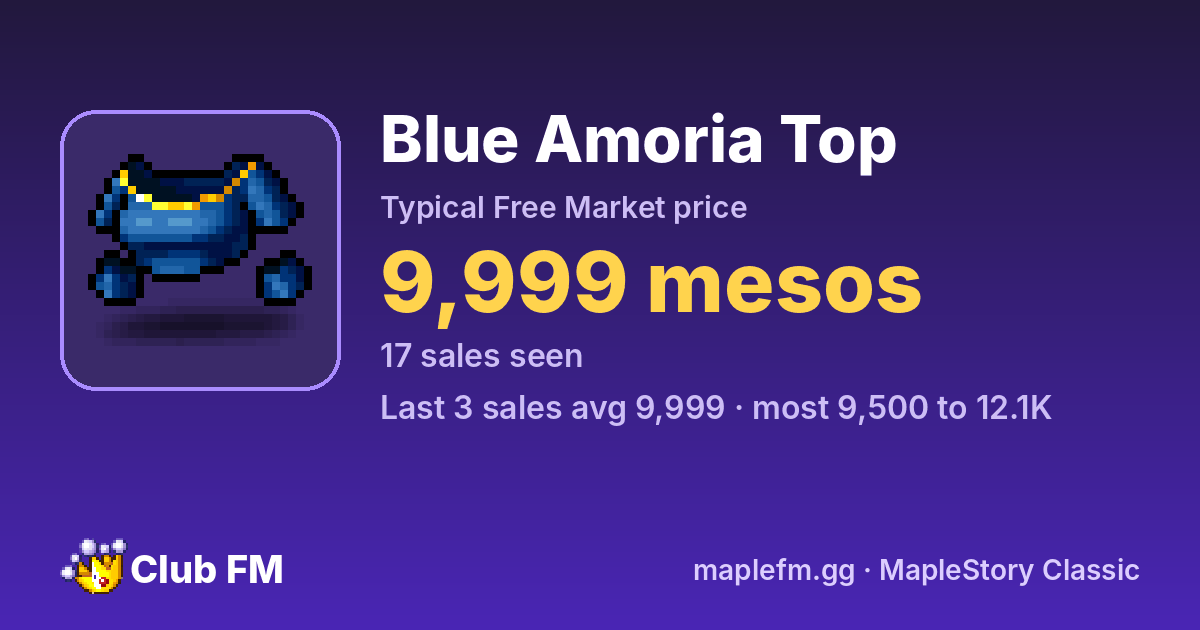 Blue Amoria Top
Typical Free Market price
9,999 mesos
17 sales seen
Last 3 sales avg 9,999 · most 9,500 to 12.1K
Club FM
maplefm.gg · MapleStory Classic